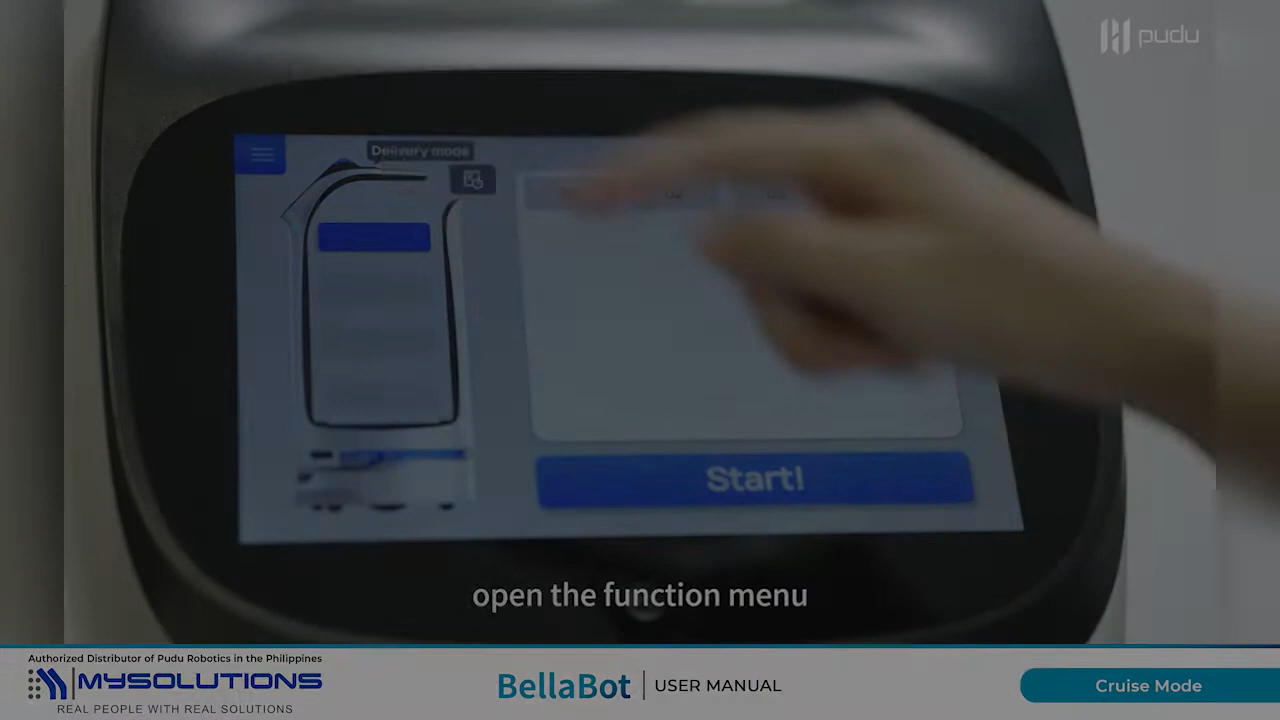 pudu
Delivery mode
02
Start!
open the function menu
Authorized Distributor of Pudu Robotics in the Philippines
MYSOLUTIONS
REAL PEOPLE WITH REAL SOLUTIONS
BellaBot
USER MANUAL
Cruise Mode